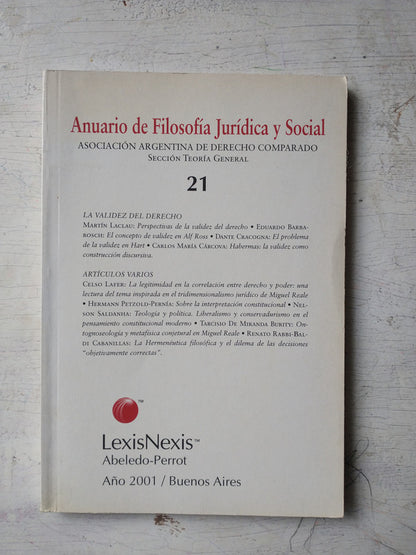 Anuario de Filosofía Jurídica y Social
ASOCIACIÓN ARGENTINA DE DERECHO COMPARADO
SECCIÓN TEORÍA GENERAL
21
LA VALIDEZ DEL DERECHO
MARTÍN LACLAU: Perspectivas de la validez del derecho • EDUARDO BARBA-
ROSCH: El concepto de validez en Alf Ross • DANTE CRACOGNA: El problema
de la validez en Hart • CARLOS MARÍA CÁRCOVA: Habermas: la validez como
construcción discursiva.
ARTÍCULOS VARIOS
CELSO LAFER: La legitimidad en la correlación entre derecho y poder: una
lectura del tema inspirada en el tridimensionalismo jurídico de Miguel Reale
• HERMANN PETZOLD-PERNÍA: Sobre la interpretación constitucional • NEL-
SON SALDANHA: Teología y política. Liberalismo y conservadurismo en el
pensamiento constitucional moderno • TARCISIO DE MIRANDA BURITY: On-
tognoseología y metafísica conjetural en Miguel Reale • RENATO RABBI-BAL-
DI CABANILLAS: La Hermenéutica filosófica y el dilema de las decisiones
"objetivamente correctas".
TM
LexisNexis™
Abeledo-Perrot
Año 2001 / Buenos Aires